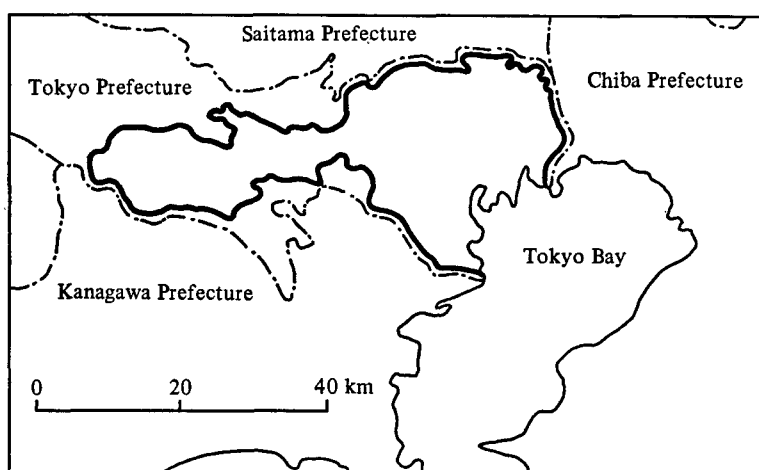 Saitama Prefecture
Tokyo Prefecture
Chiba Prefecture
Tokyo Bay
Kanagawa Prefecture
0 20 40 km